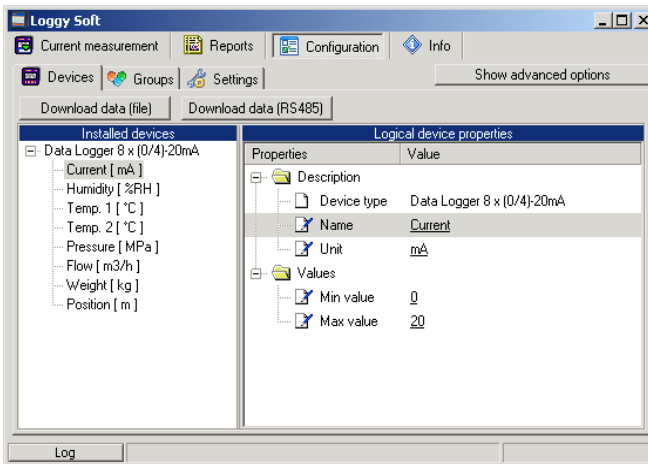 Loggy Soft
Current measurement Reports Configuration Info
Devices Groups Settings Show advanced options
Download data (file) Download data (RS485)
Installed devices
Data Logger 8 x (0/4)-20mA
Current [ mA ]
Humidity [ %RH ]
Temp. 1 [ °C ]
Temp. 2 [ °C ]
Pressure [ MPa ]
Flow [ m3/h ]
Weight [ kg ]
Position [ m ]
Logical device properties
Properties Value
Description
Device type Data Logger 8 x (0/4)-20mA
Name Current
Unit mA
Values
Min value 0
Max value 20
Log